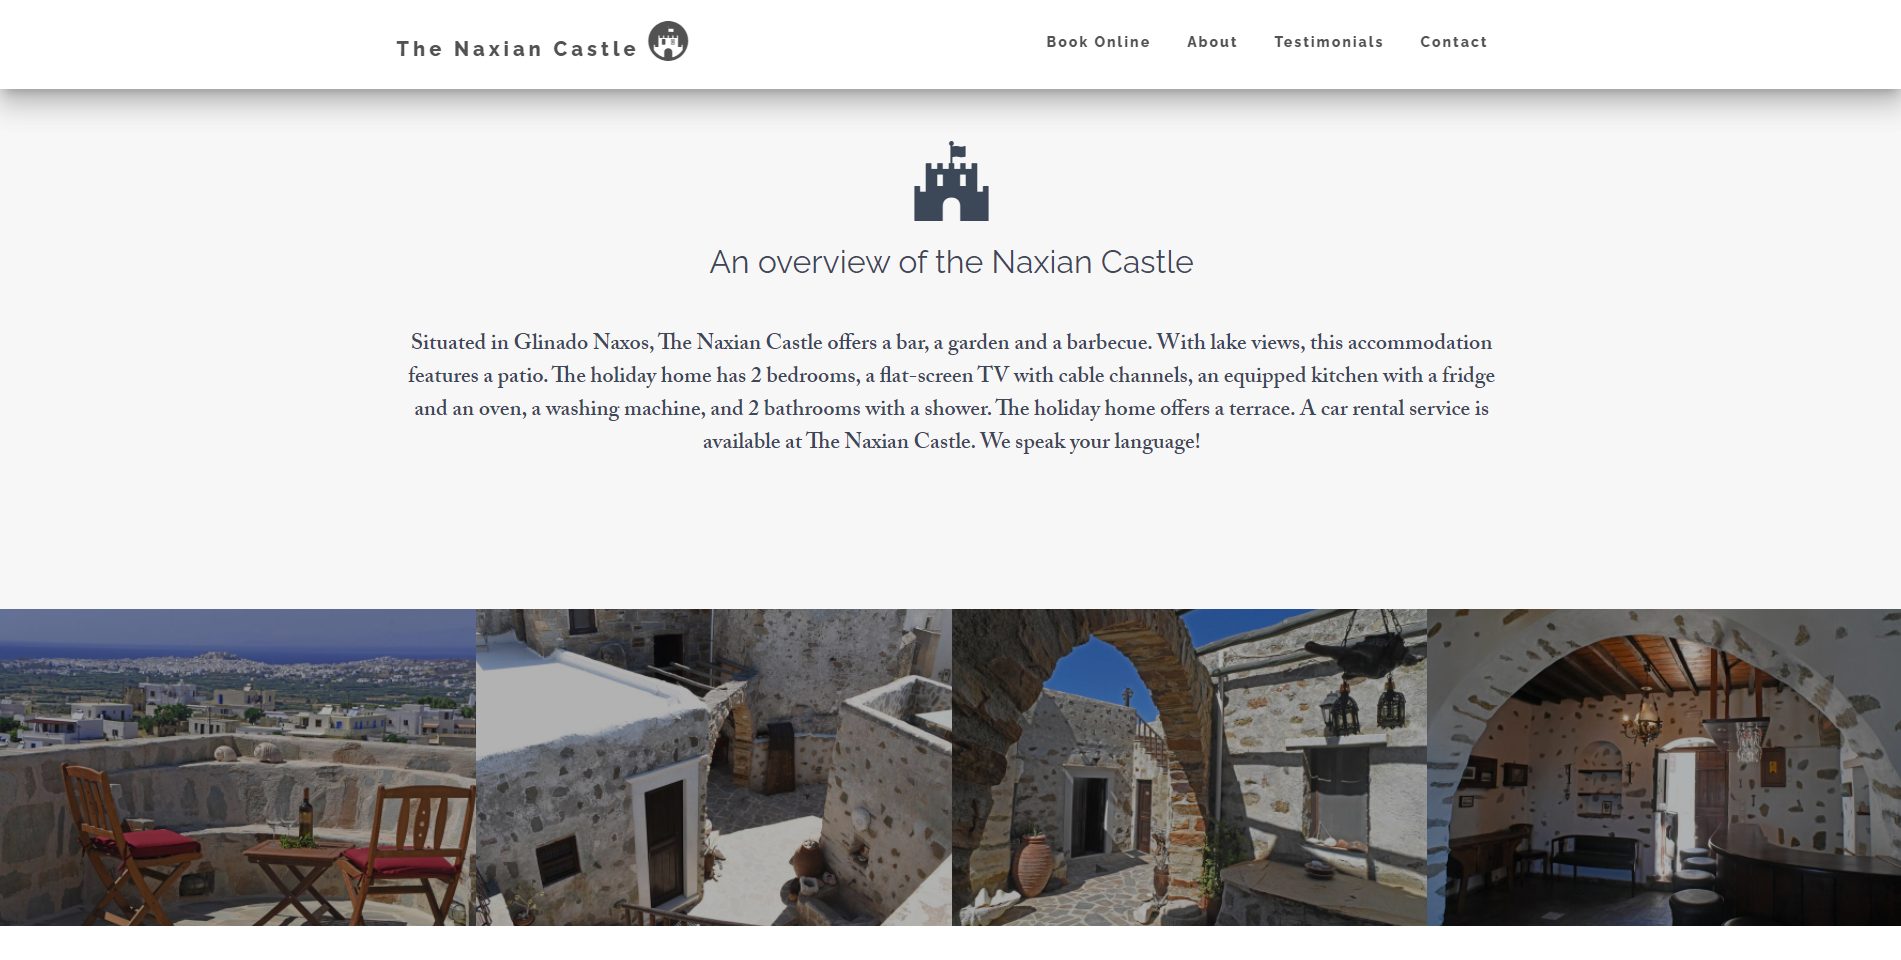 The Naxian Castle
Book Online About Testimonials Contact
An overview of the Naxian Castle
Situated in Glinado Naxos, The Naxian Castle offers a bar, a garden and a barbecue. With lake views, this accommodation
features a patio. The holiday home has 2 bedrooms, a flat-screen TV with cable channels, an equipped kitchen with a fridge
and an oven, a washing machine, and 2 bathrooms with a shower. The holiday home offers a terrace. A car rental service is
available at The Naxian Castle. We speak your language!